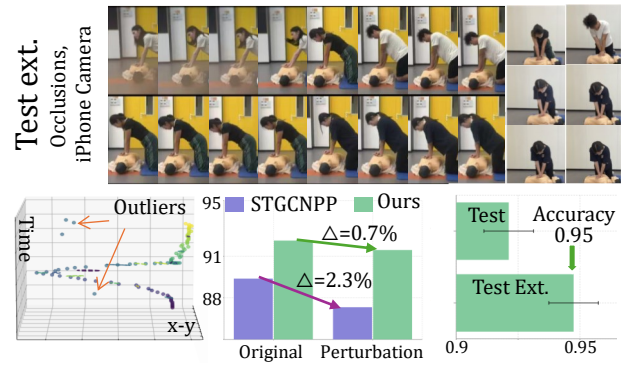 Test ext.
Occlusions,
iPhone Camera
Outliers
Time
x-y
95
91
88
STGCNPP
Ours
△=0.7%
△=2.3%
Original
Perturbation
Test
Accuracy
0.95
Test Ext.
0.9
0.95